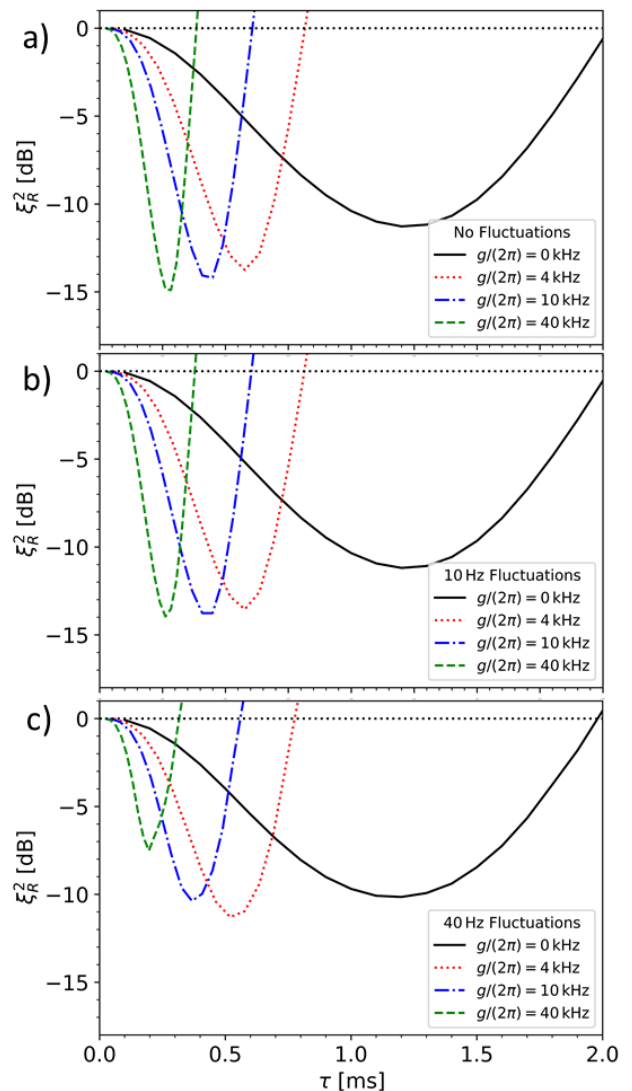 a)
0
−5
−10
−15
ξ_R^2 [dB]
No Fluctuations
g/(2π) = 0 kHz
g/(2π) = 4 kHz
g/(2π) = 10 kHz
g/(2π) = 40 kHz
b)
0
−5
−10
−15
ξ_R^2 [dB]
10 Hz Fluctuations
g/(2π) = 0 kHz
g/(2π) = 4 kHz
g/(2π) = 10 kHz
g/(2π) = 40 kHz
c)
0
−5
−10
−15
ξ_R^2 [dB]
40 Hz Fluctuations
g/(2π) = 0 kHz
g/(2π) = 4 kHz
g/(2π) = 10 kHz
g/(2π) = 40 kHz
0.0 0.5 1.0 1.5 2.0
τ [ms]